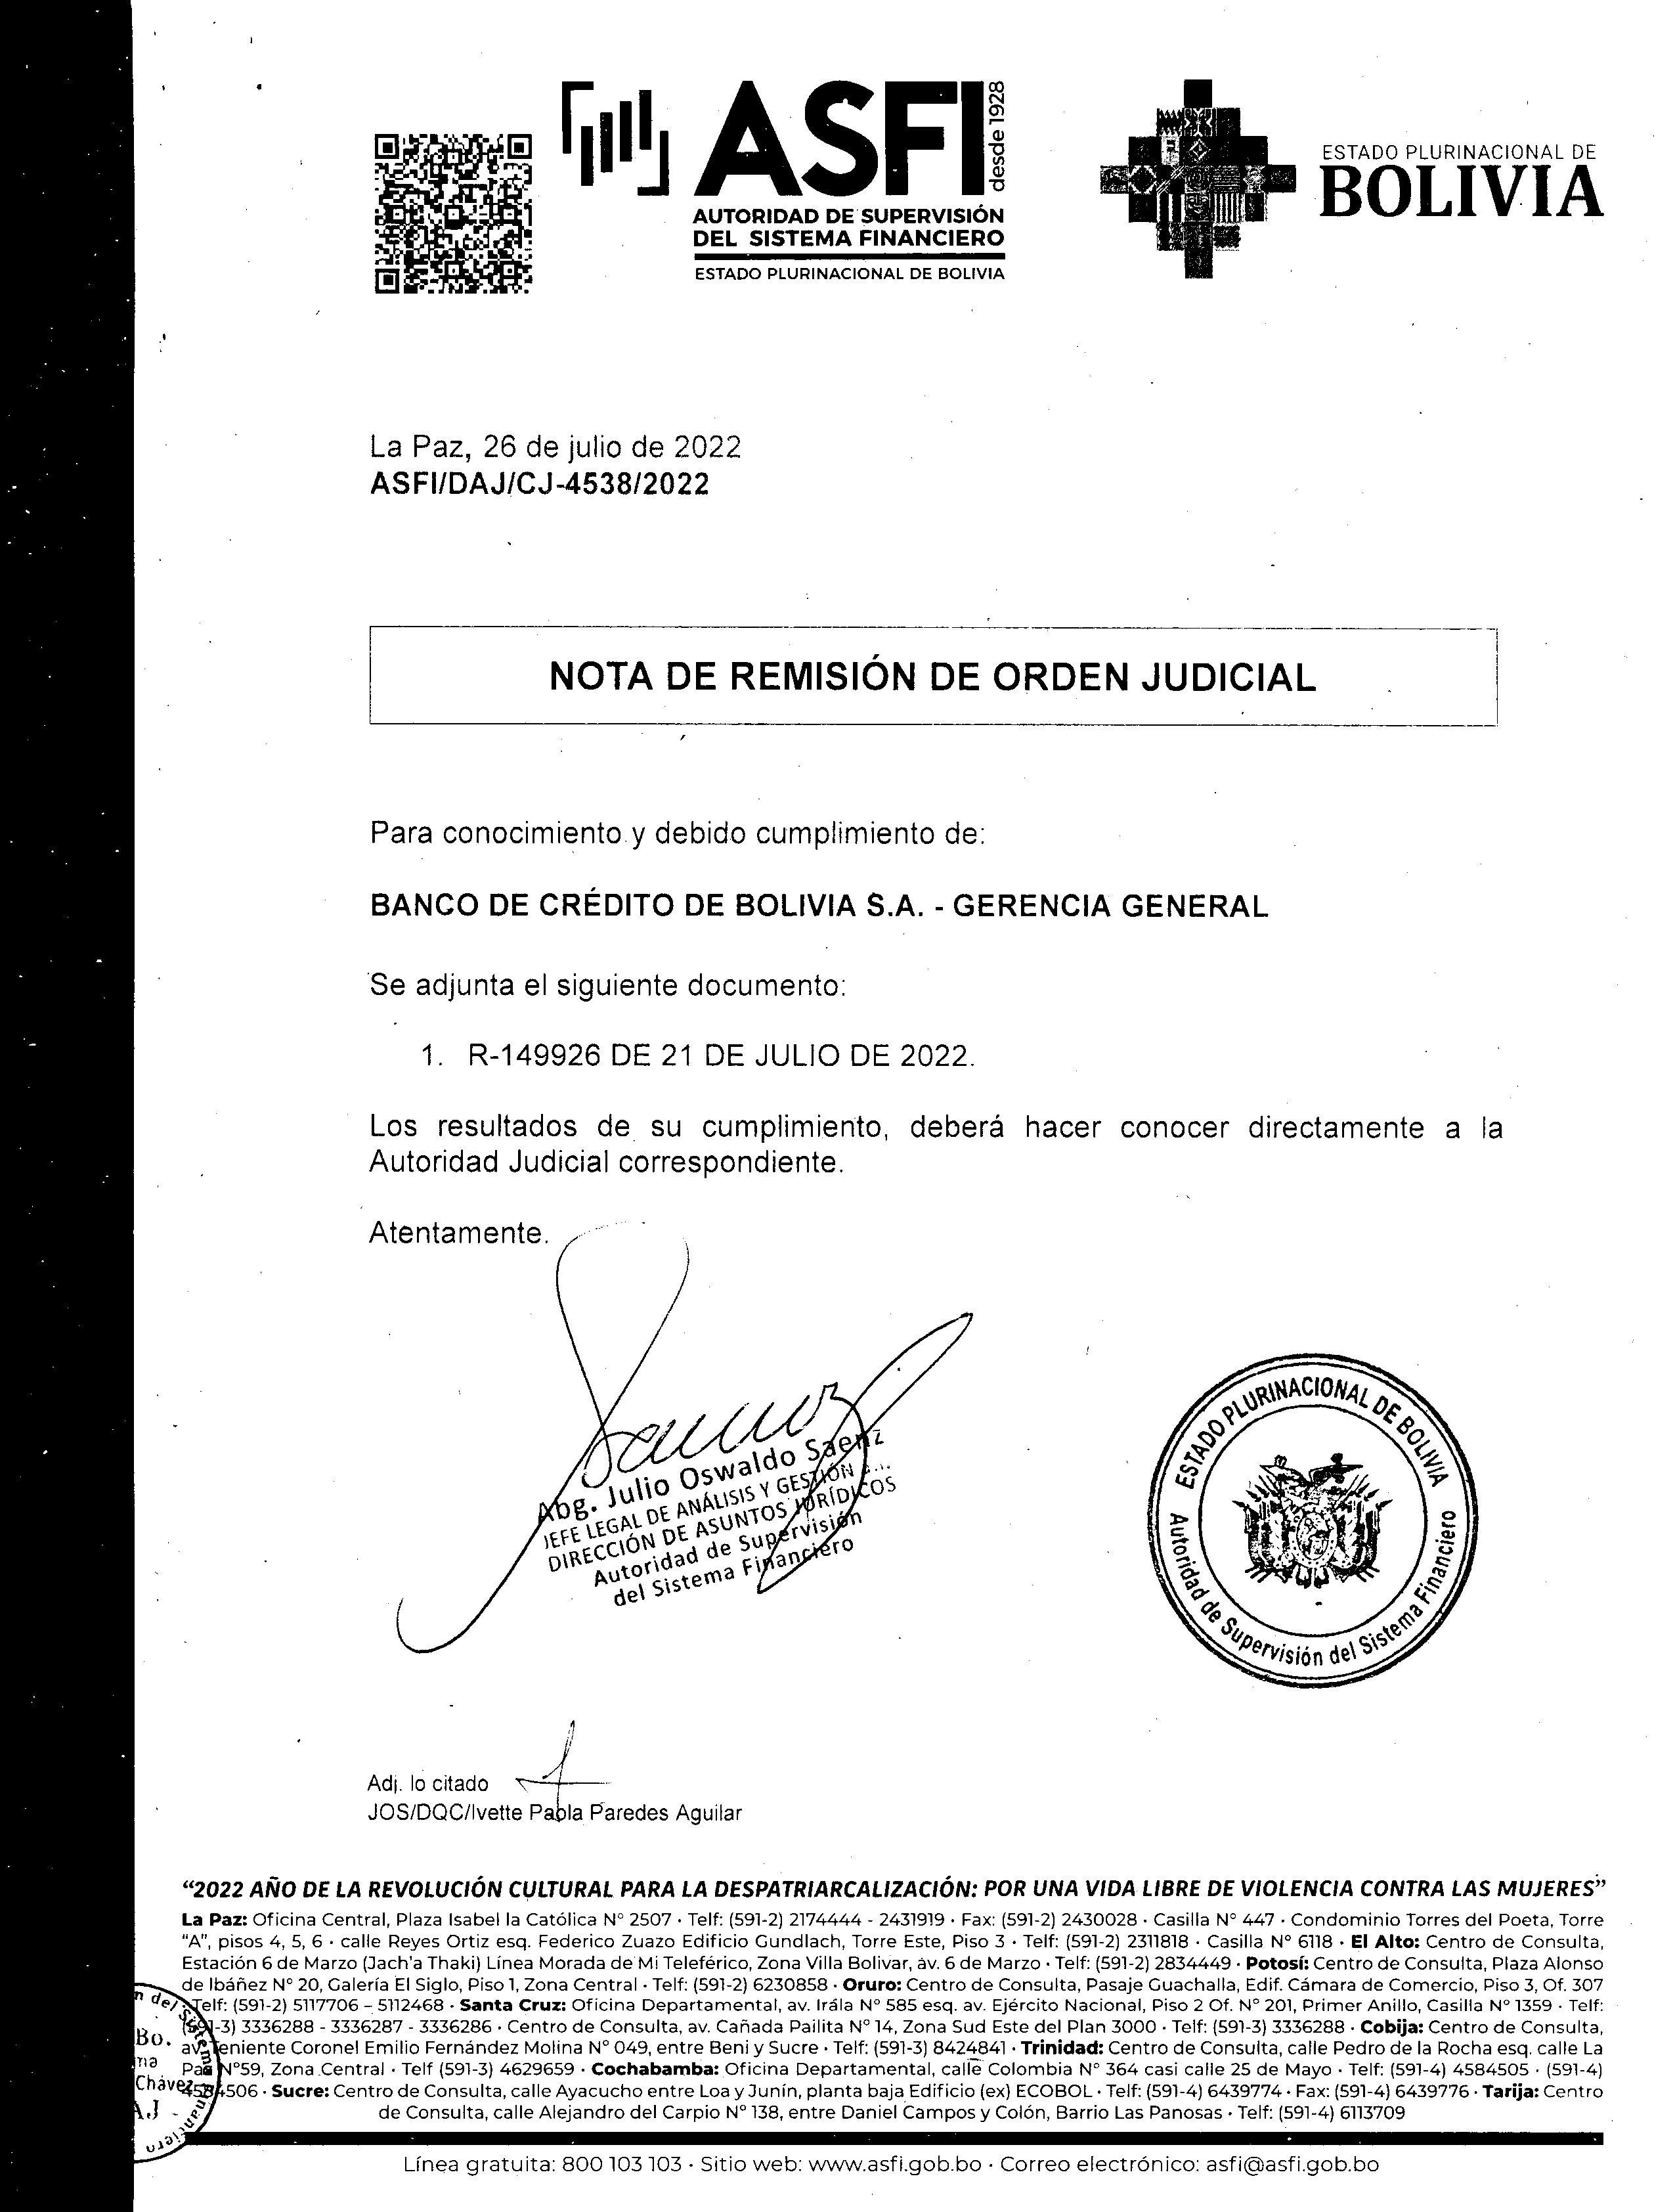 ASFI
desde 1928
AUTORIDAD DE SUPERVISIÓN
DEL SISTEMA FINANCIERO
ESTADO PLURINACIONAL DE BOLIVIA
ESTADO PLURINACIONAL DE
BOLIVIA
La Paz, 26 de julio de 2022
ASFI/DAJ/CJ-4538/2022
NOTA DE REMISIÓN DE ORDEN JUDICIAL
Para conocimiento y debido cumplimiento de:
BANCO DE CRÉDITO DE BOLIVIA S.A. - GERENCIA GENERAL
Se adjunta el siguiente documento:
1. R-149926 DE 21 DE JULIO DE 2022.
Los resultados de su cumplimiento, deberá hacer conocer directamente a la
Autoridad Judicial correspondiente.
Atentamente.
Abg. Julio Oswaldo Saenz
JEFE LEGAL DE ANÁLISIS Y GESTIÓN
DIRECCIÓN DE ASUNTOS JURÍDICOS
Autoridad de Supervisión
del Sistema Financiero
ESTADO PLURINACIONAL DE BOLIVIA
Autoridad de Supervisión del Sistema Financiero
Adj. lo citado
JOS/DQC/Ivette Paola Paredes Aguilar
“2022 AÑO DE LA REVOLUCIÓN CULTURAL PARA LA DESPATRIARCALIZACIÓN: POR UNA VIDA LIBRE DE VIOLENCIA CONTRA LAS MUJERES”
La Paz: Oficina Central, Plaza Isabel la Católica N° 2507 · Telf: (591-2) 2174444 - 2431919 · Fax: (591-2) 2430028 · Casilla N° 447 · Condominio Torres del Poeta, Torre
“A”, pisos 4, 5, 6 · calle Reyes Ortiz esq. Federico Zuazo Edificio Gundlach, Torre Este, Piso 3 · Telf: (591-2) 2311818 · Casilla N° 6118 · El Alto: Centro de Consulta,
Estación 6 de Marzo (Jach’a Thaki) Línea Morada de Mi Teleférico, Zona Villa Bolivar, av. 6 de Marzo · Telf: (591-2) 2834449 · Potosí: Centro de Consulta, Plaza Alonso
de Ibáñez N° 20, Galería El Siglo, Piso 1, Zona Central · Telf: (591-2) 6230858 · Oruro: Centro de Consulta, Pasaje Guachalla, Edif. Cámara de Comercio, Piso 3, Of. 307
Telf: (591-2) 5117706 – 5112468 · Santa Cruz: Oficina Departamental, av. Irála N° 585 esq. av. Ejército Nacional, Piso 2 Of. N° 201, Primer Anillo, Casilla N° 1359 · Telf:
3336288 - 3336287 - 3336286 · Centro de Consulta, av. Cañada Pailita N° 14, Zona Sud Este del Plan 3000 · Telf: (591-3) 3336288 · Cobija: Centro de Consulta,
Coronel Emilio Fernández Molina N° 049, entre Beni y Sucre · Telf: (591-3) 8424841 · Trinidad: Centro de Consulta, calle Pedro de la Rocha esq. calle La
N°59, Zona Central · Telf (591-3) 4629659 · Cochabamba: Oficina Departamental, calle Colombia N° 364 casi calle 25 de Mayo · Telf: (591-4) 4584505 · (591-4)
4584506 · Sucre: Centro de Consulta, calle Ayacucho entre Loa y Junín, planta baja Edificio (ex) ECOBOL · Telf: (591-4) 6439774 · Fax: (591-4) 6439776 · Tarija: Centro
de Consulta, calle Alejandro del Carpio N° 138, entre Daniel Campos y Colón, Barrio Las Panosas · Telf: (591-4) 6113709
Bo.
Chávez
Línea gratuita: 800 103 103 · Sitio web: www.asfi.gob.bo · Correo electrónico: asfi@asfi.gob.bo